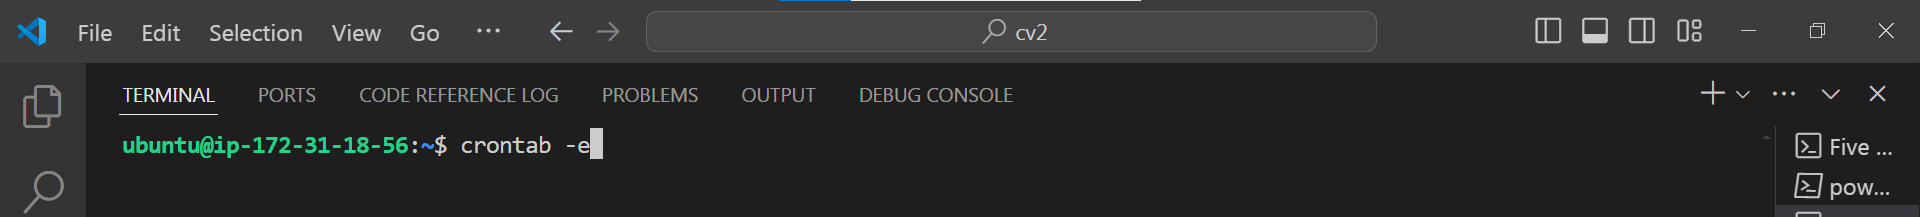 File Edit Selection View Go ··· cv2
TERMINAL PORTS CODE REFERENCE LOG PROBLEMS OUTPUT DEBUG CONSOLE
ubuntu@ip-172-31-18-56:~$ crontab -e
Five ...
pow...